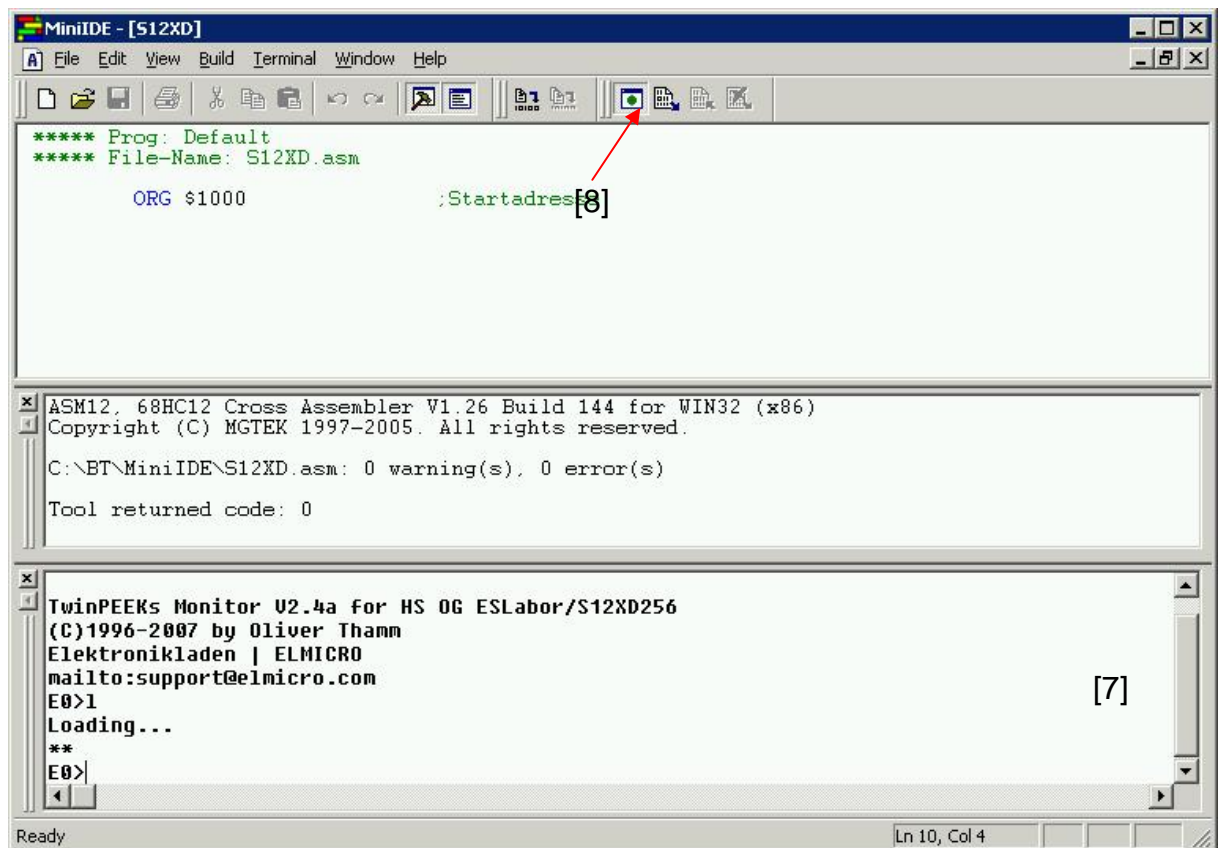 MiniIDE - [S12XD]
A File Edit View Build Terminal Window Help
***** Prog: Default
***** File-Name: S12XD.asm
ORG $1000 ;Startadresse
[8]
ASM12, 68HC12 Cross Assembler V1.26 Build 144 for WIN32 (x86)
Copyright (C) MGTEK 1997-2005. All rights reserved.
C:\BT\MiniIDE\S12XD.asm: 0 warning(s), 0 error(s)
Tool returned code: 0
TwinPEEKs Monitor V2.4a for HS OG ESLabor/S12XD256
(C)1996-2007 by Oliver Thamm
Elektronikladen | ELMICRO
mailto:support@elmicro.com
[7]
E0>l
Loading...
**
E0>
Ready Ln 10, Col 4